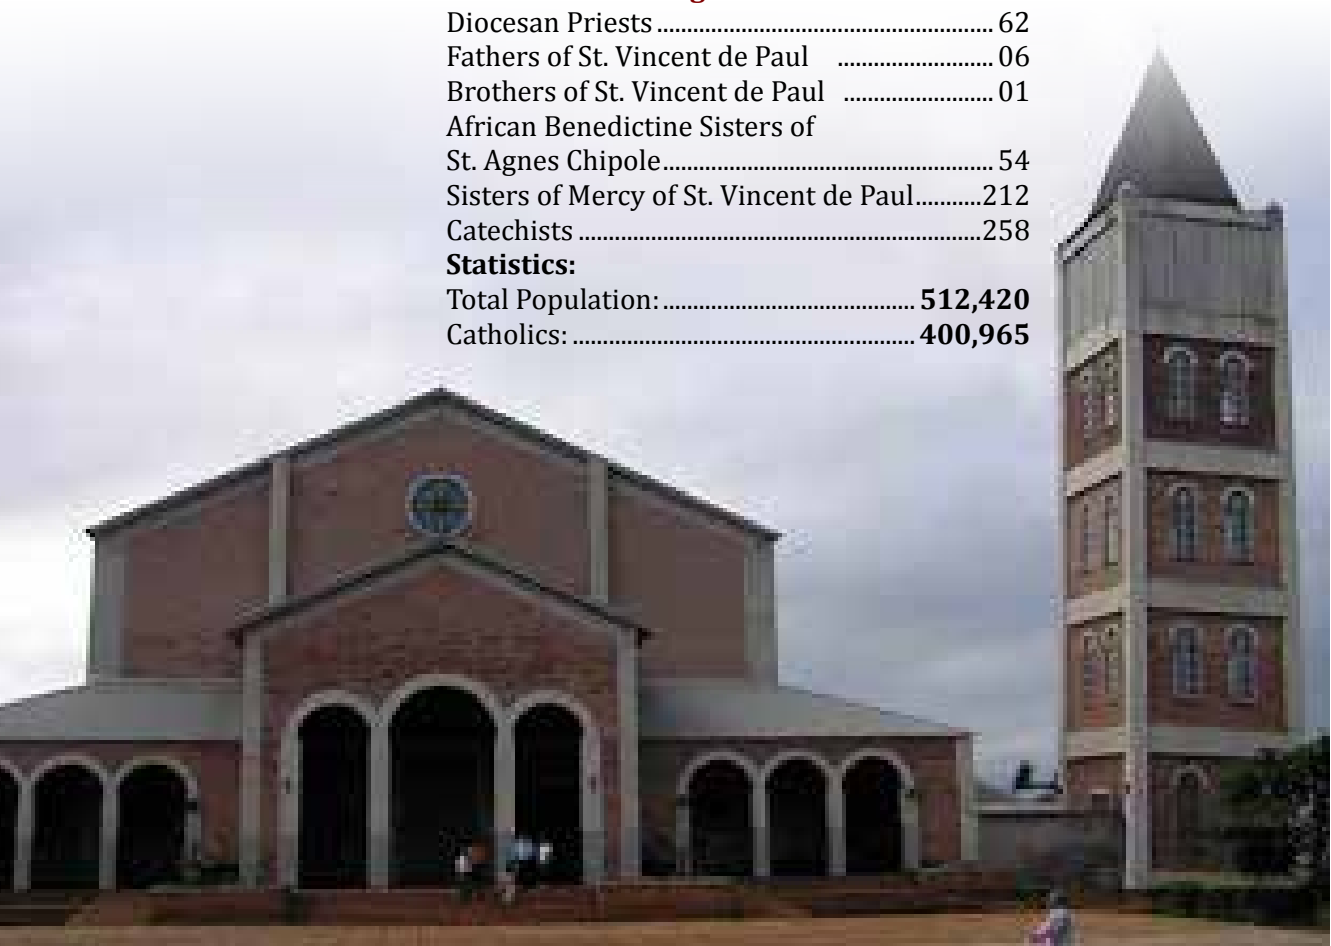 Diocesan Priests ........................................................ 62
Fathers of St. Vincent de Paul .......................... 06
Brothers of St. Vincent de Paul ......................... 01
African Benedictine Sisters of
St. Agnes Chipole....................................................... 54
Sisters of Mercy of St. Vincent de Paul...........212
Catechists ...................................................................258
Statistics:
Total Population: .......................................... 512,420
Catholics: ......................................................... 400,965